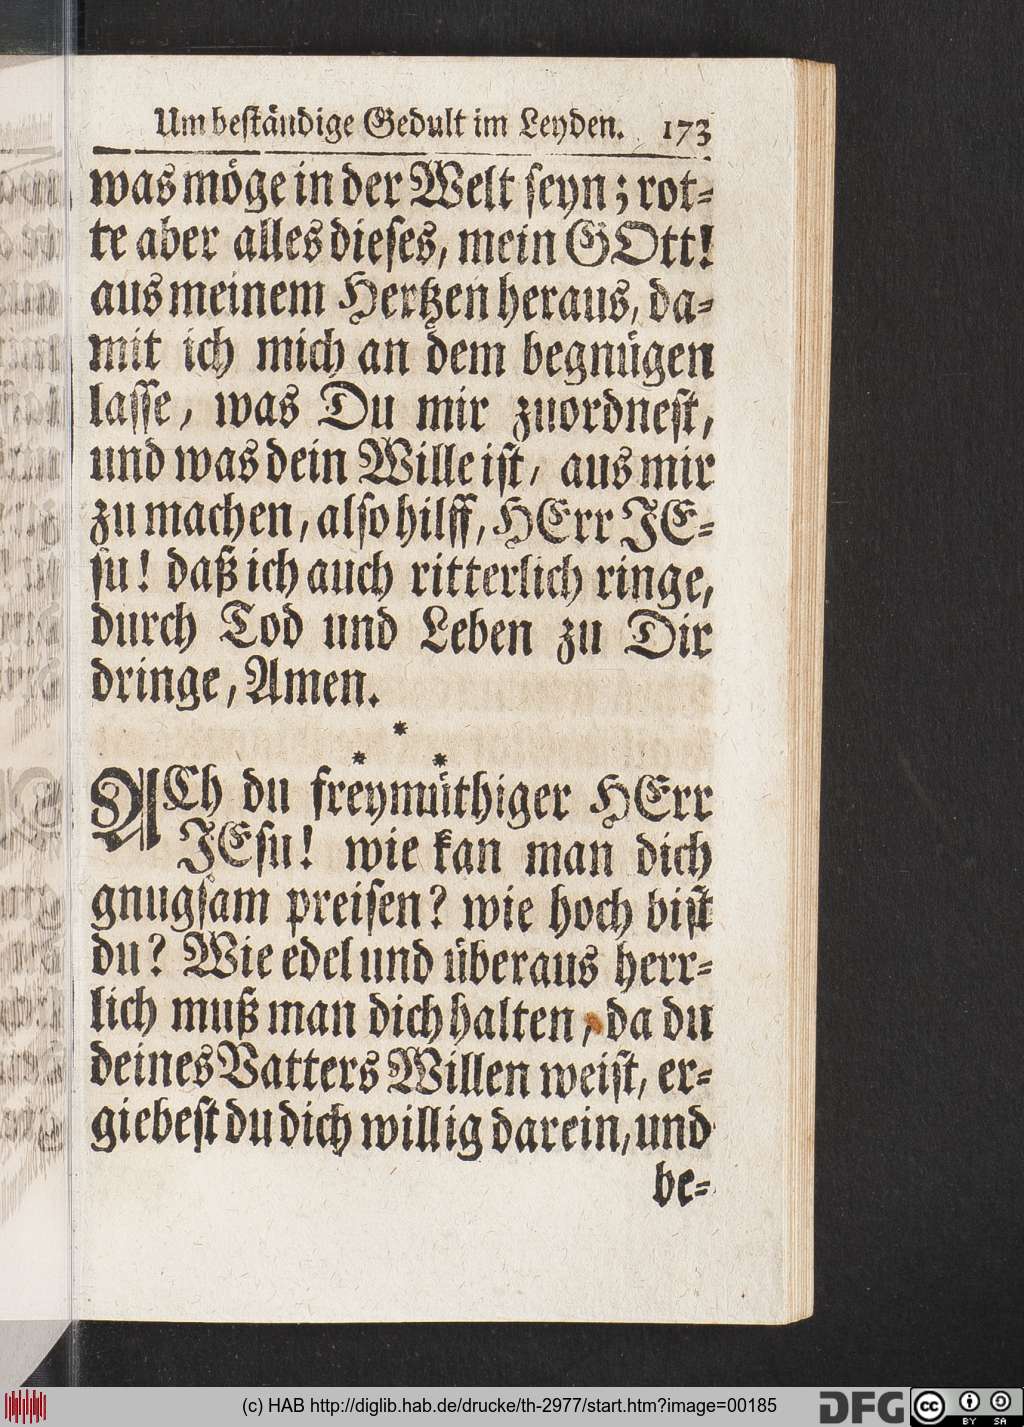 Um beständige Gedult im Leyden. 173
was möge in der Welt seyn; rot-
te aber alles dieses, mein GOtt!
aus meinem Hertzen heraus, da-
mit ich mich an dem begnügen
lasse, was Du mir zuordnest,
und was dein Wille ist, aus mir
zu machen, also hilff, HErr JE-
su! daß ich auch ritterlich ringe,
durch Tod und Leben zu Dir
dringe, Amen.
*
* *
ACh du freymüthiger HErr
JEsu! wie kan man dich
gnugsam preisen? wie hoch bist
du? Wie edel und überaus herr-
lich muß man dich halten, da du
deines Vatters Willen weist, er-
giebest du dich willig darein, und
be-
(c) HAB http://diglib.hab.de/drucke/th-2977/start.htm?image=00185
DFG
cc BY SA